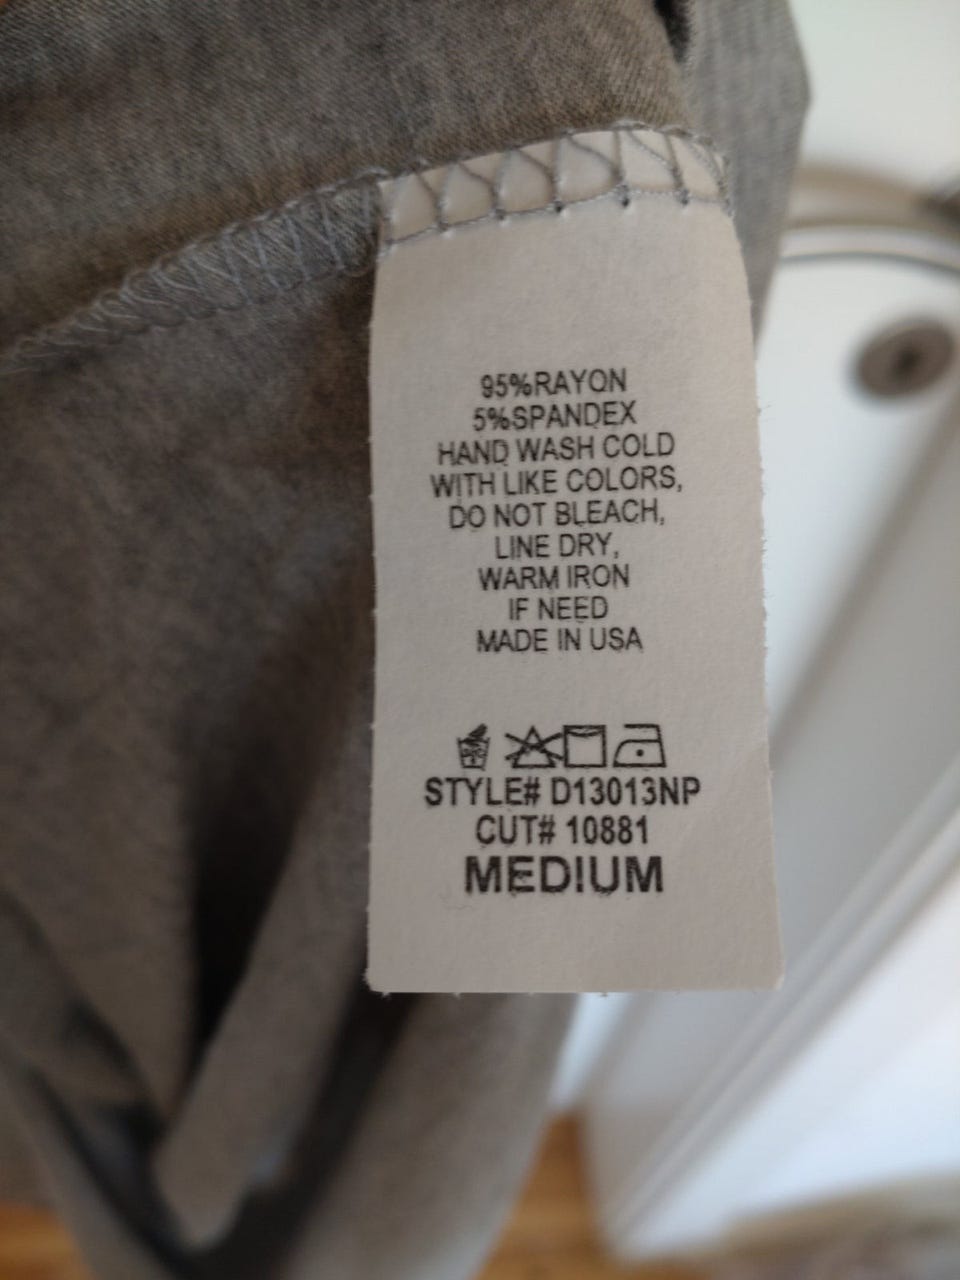 95%RAYON
5%SPANDEX
HAND WASH COLD
WITH LIKE COLORS,
DO NOT BLEACH,
LINE DRY,
WARM IRON
IF NEED
MADE IN USA
STYLE# D13013NP
CUT# 10881
MEDIUM